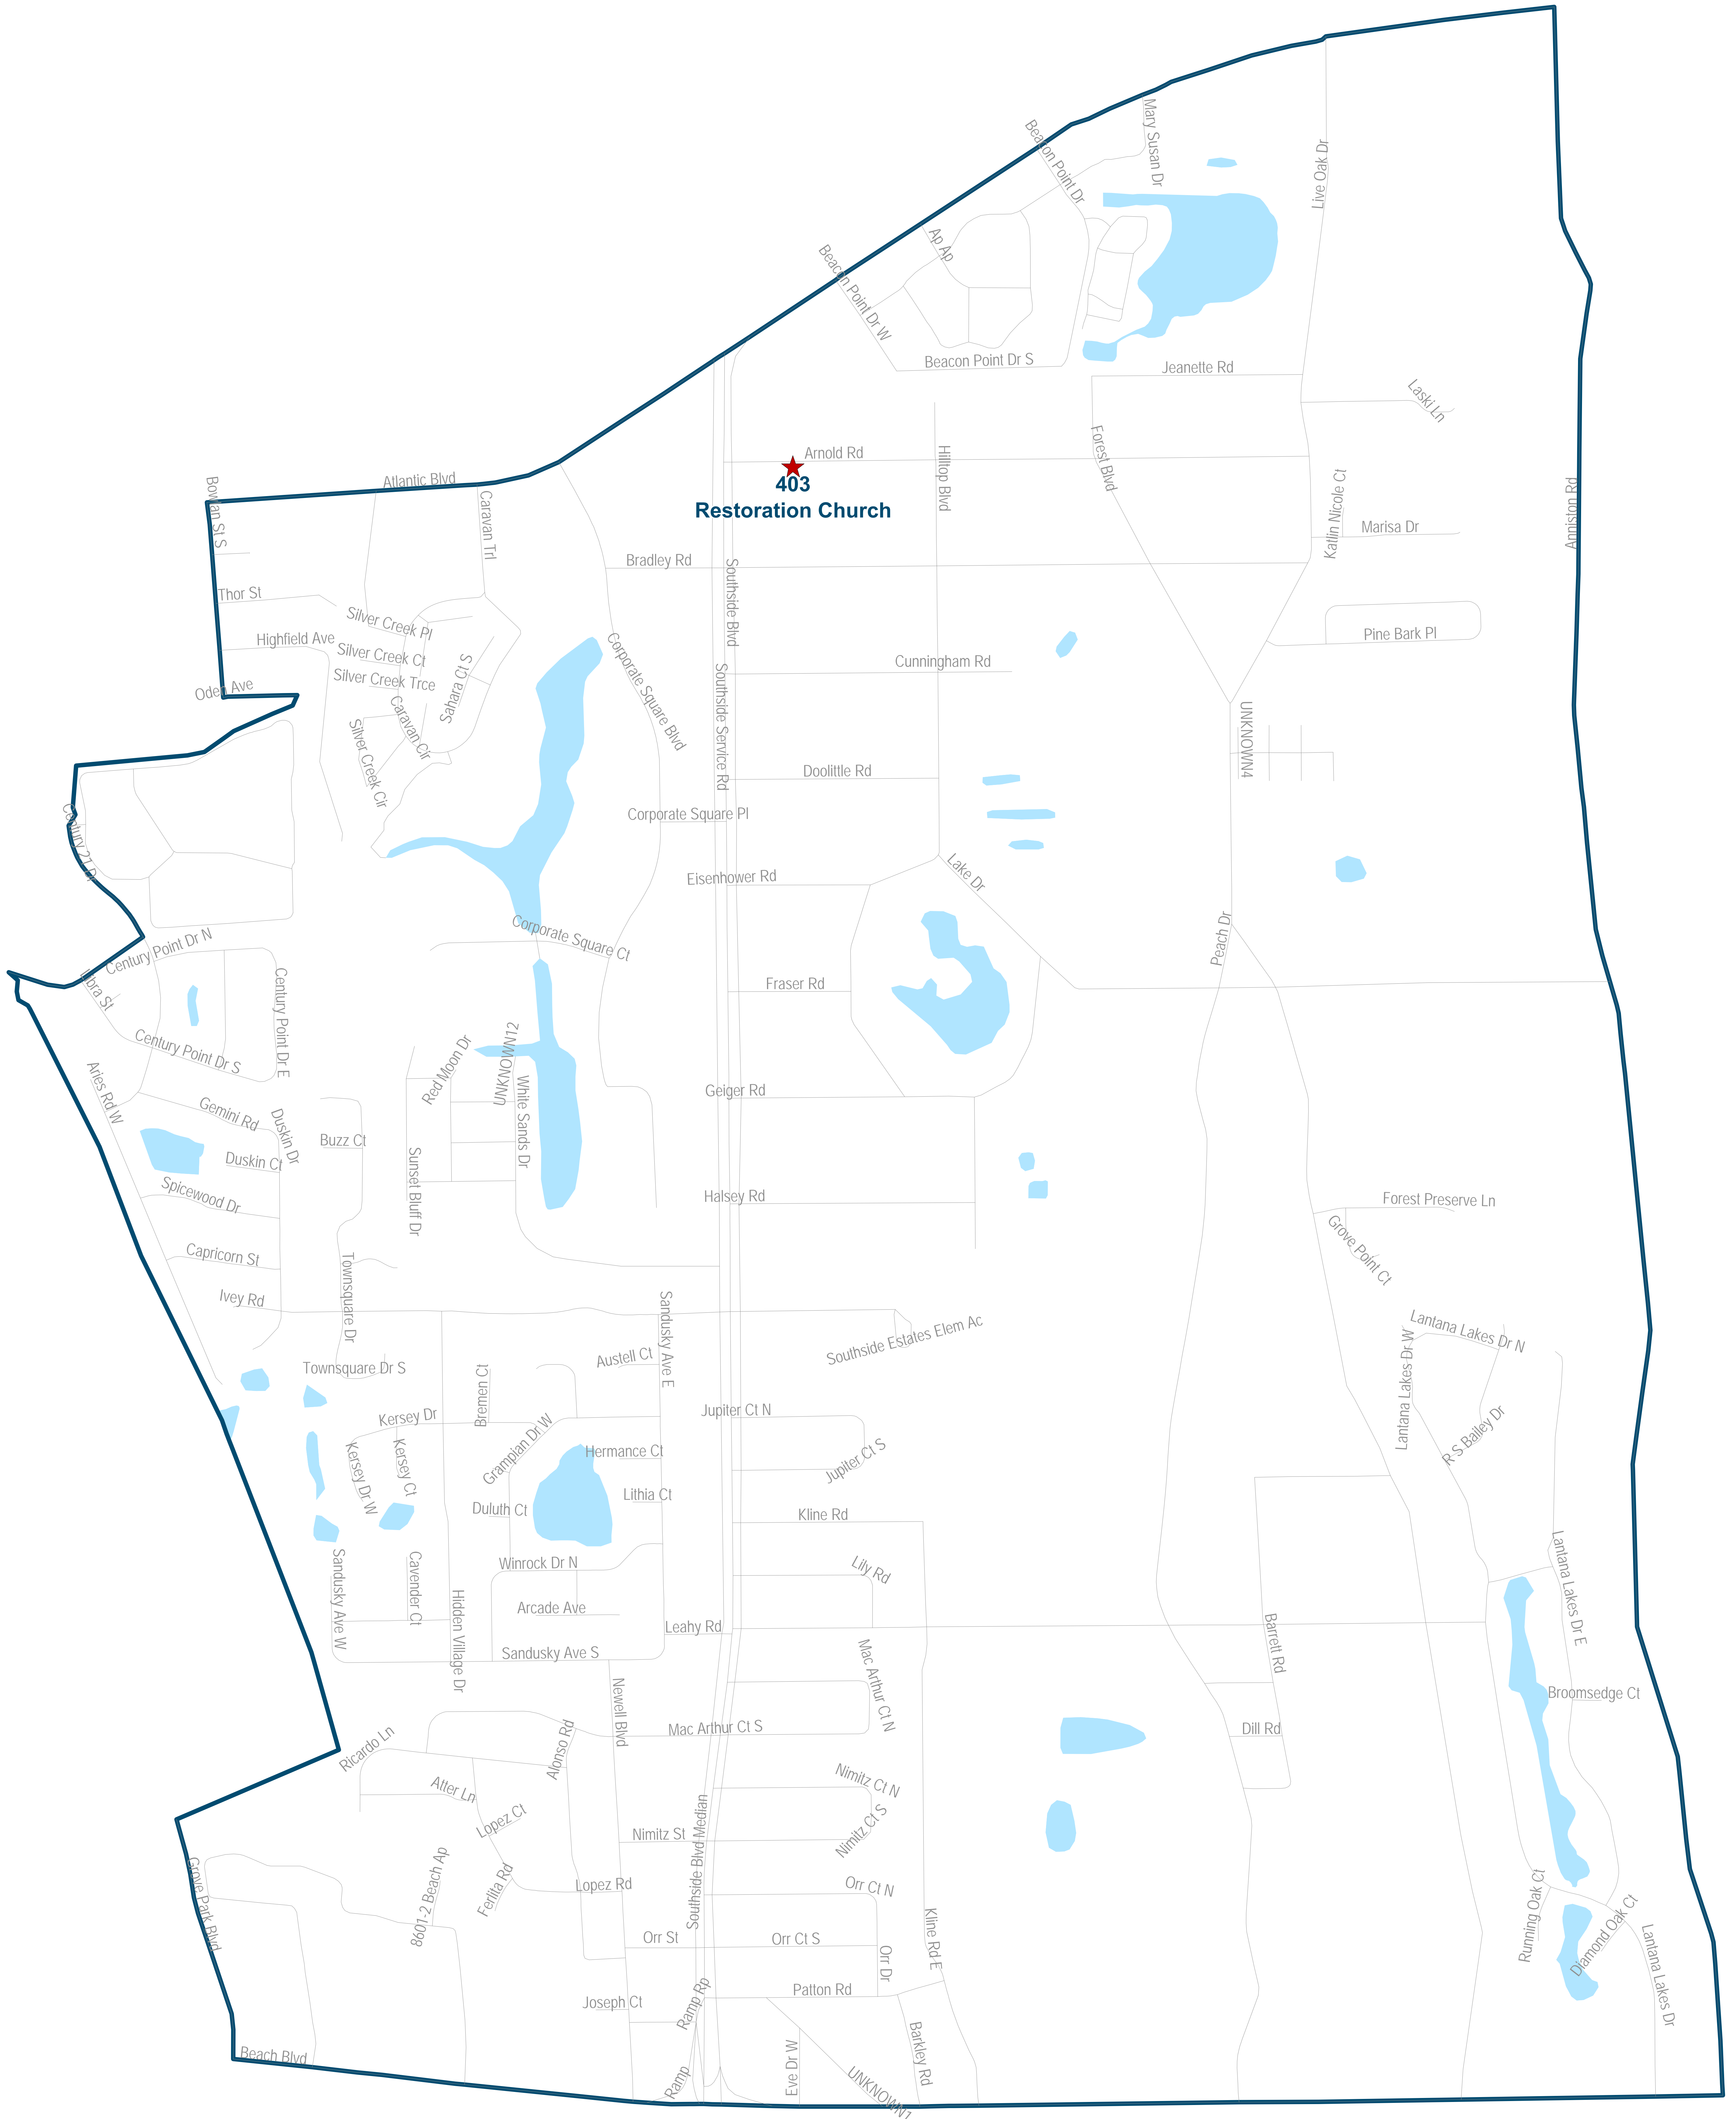 Mary Susan Dr
Beacon Point Dr
Live Oak Dr
Ap Ap
Beacon Point Dr W
Beacon Point Dr S
Jeanette Rd
Laski Ln
Forest Blvd
Arnold Rd
Hilltop Blvd
403
Restoration Church
Atlantic Blvd
Bowlan St S
Caravan Trl
Katlin Nicole Ct
Marisa Dr
Anniston Rd
Bradley Rd
Southside Blvd
Thor St
Silver Creek Pl
Highfield Ave
Silver Creek Ct
Silver Creek Trce
Sahara Ct S
Corporate Square Blvd
Southside Service Rd
Cunningham Rd
Pine Bark Pl
Oden Ave
Caravan Cir
Silver Creek Cir
UNKNOWN4
Doolittle Rd
Corporate Square Pl
Century 21 Dr
Eisenhower Rd
Lake Dr
Corporate Square Ct
Peach Dr
Century Point Dr N
Libra St
Century Point Dr E
Fraser Rd
Century Point Dr S
Red Moon Dr
UNKNOWN12
White Sands Dr
Aries Rd W
Geiger Rd
Gemini Rd
Duskin Dr
Buzz Ct
Duskin Ct
Sunset Bluff Dr
Spicewood Dr
Halsey Rd
Forest Preserve Ln
Grove Point Ct
Capricorn St
Townsquare Dr
Ivey Rd
Sandusky Ave E
Southside Estates Elem Ac
Lantana Lakes Dr N
Lantana Lakes Dr W
Austell Ct
Townsquare Dr S
Bremen Ct
Jupiter Ct N
Kersey Dr
Grampian Dr W
Hermance Ct
Jupiter Ct S
R S Bailey Dr
Kersey Dr W
Kersey Ct
Lithia Ct
Duluth Ct
Kline Rd
Winrock Dr N
Lily Rd
Lantana Lakes Dr E
Sandusky Ave W
Cavender Ct
Hidden Village Dr
Arcade Ave
Leahy Rd
Barrett Rd
Sandusky Ave S
Mac Arthur Ct N
Newell Blvd
Broomsedge Ct
Mac Arthur Ct S
Dill Rd
Ricardo Ln
Alonso Rd
Alter Ln
Nimitz Ct N
Lopez Ct
Nimitz St
Nimitz Ct S
Southside Blvd Median
Grove Park Blvd
8601-2 Beach Ap
Ferlita Rd
Lopez Rd
Orr Ct N
Kline Rd E
Running Oak Ct
Diamond Oak Ct
Orr St
Orr Ct S
Orr Dr
Lantana Lakes Dr
Joseph Ct
Ramp Rp
Patton Rd
Beach Blvd
Ramp
Eve Dr W
Barkley Rd
UNKNOWN1